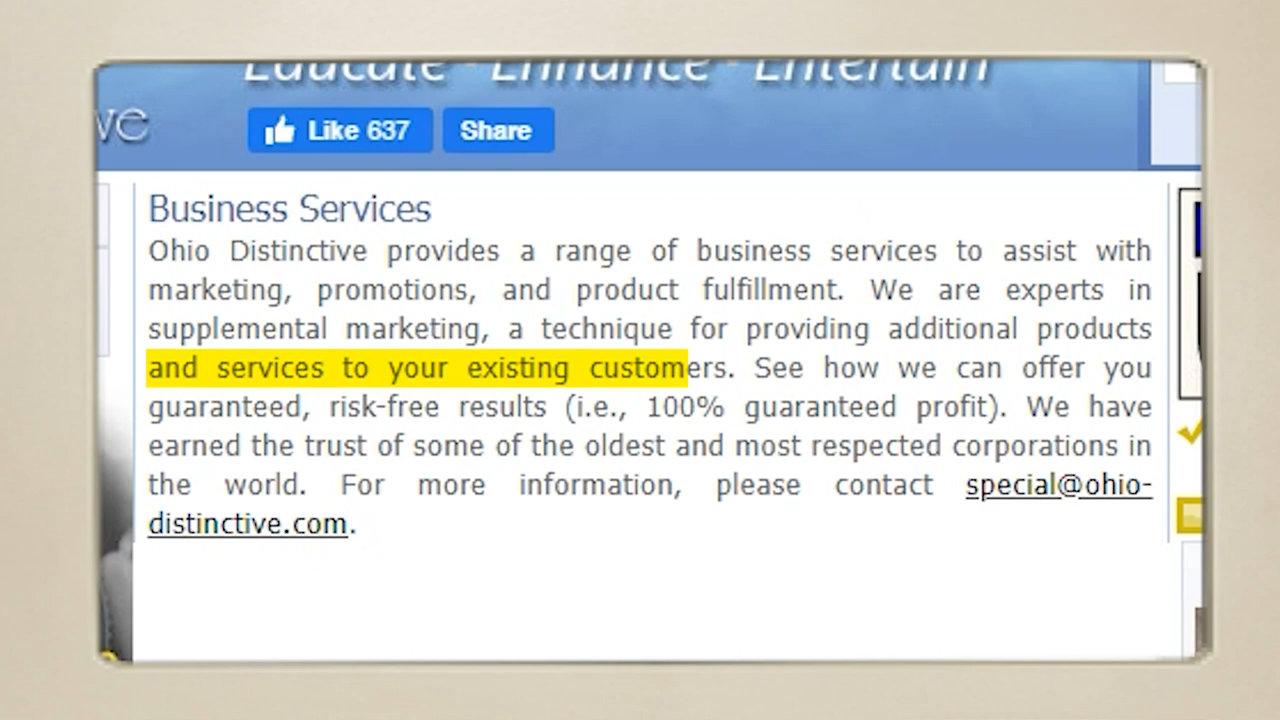 Educate - Enhance - Entertain
ve
Like 637
Share
Business Services
Ohio Distinctive provides a range of business services to assist with
marketing, promotions, and product fulfillment. We are experts in
supplemental marketing, a technique for providing additional products
and services to your existing customers. See how we can offer you
guaranteed, risk-free results (i.e., 100% guaranteed profit). We have
earned the trust of some of the oldest and most respected corporations in
the world. For more information, please contact special@ohio-
distinctive.com.